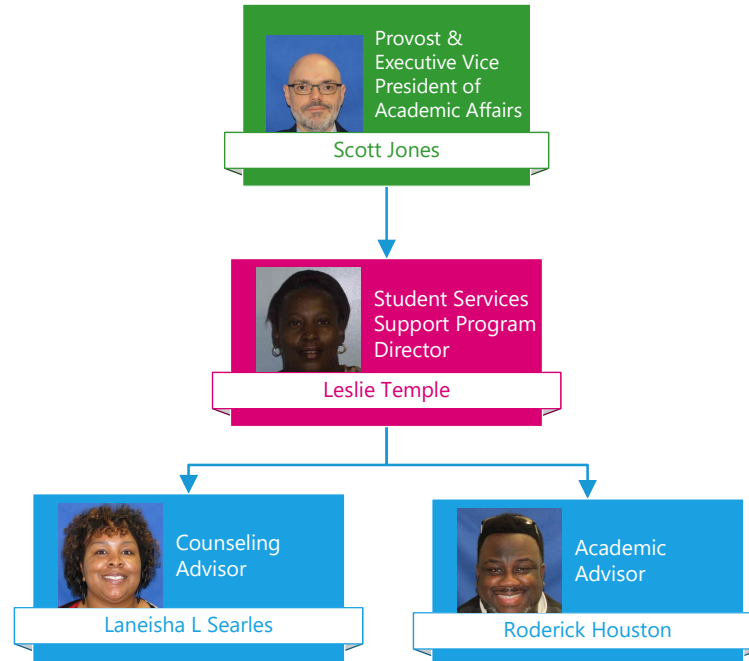 Provost &
Executive Vice
President of
Academic Affairs
Scott Jones
Student Services
Support Program
Director
Leslie Temple
Counseling
Advisor
Laneisha L Searles
Academic
Advisor
Roderick Houston